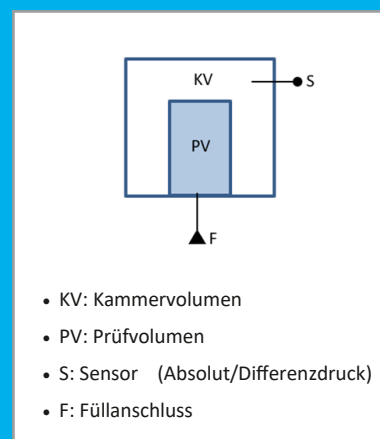 KV
S
PV
F
• KV: Kammervolumen
• PV: Prüfvolumen
• S: Sensor (Absolut/Differenzdruck)
• F: Füllanschluss